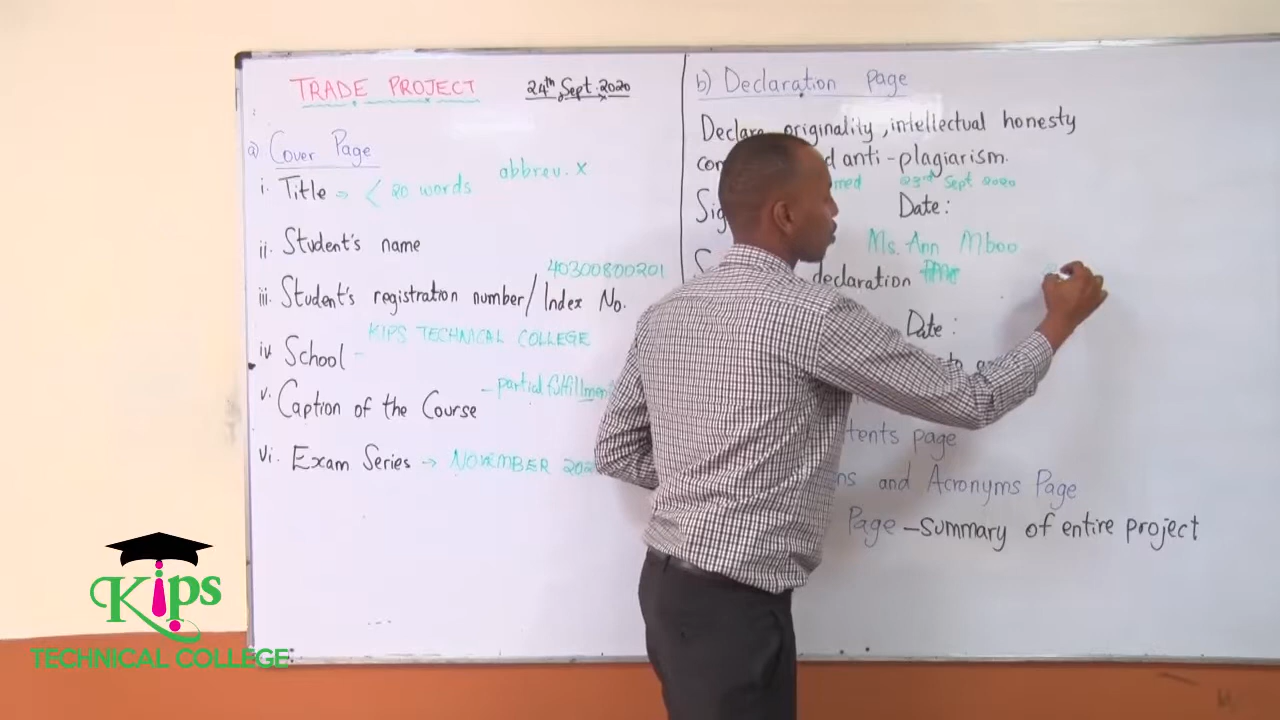 TRADE PROJECT
24th Sept. 2020
a) Cover Page
abbrev. x
i. Title => < 20 words
ii. Student's name
40300800201
iii. Student's registration number/ Index No.
KIPS TECHNICAL COLLEGE
iv. School -
- partial fulfillment
v. Caption of the Course
vi. Exam Series → NOVEMBER
b) Declaration page
Declare originality, intellectual honesty
and anti-plagiarism.
23rd Sept 2020
Date:
Ms. Ann Mboo
declaration
Date:
to
page
and Acronyms Page
Page - summary of entire project
Kips
TECHNICAL COLLEGE